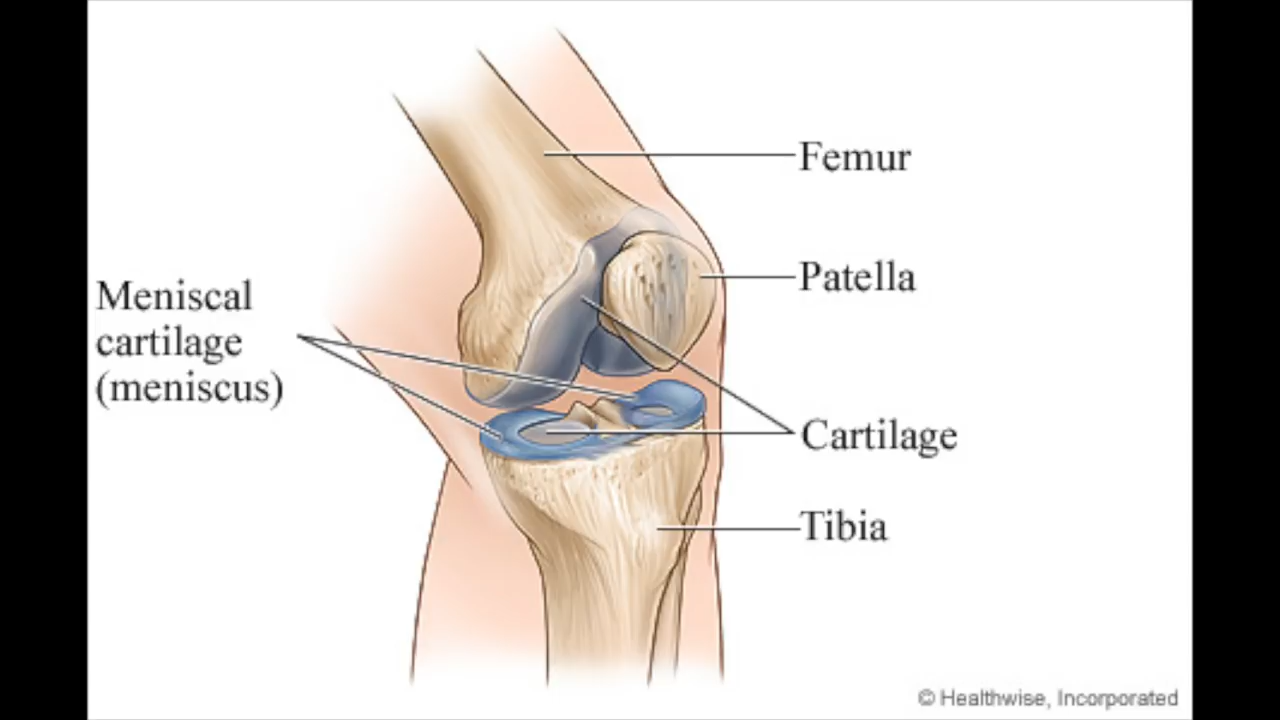 Femur
Patella
Meniscal
cartilage
(meniscus)
Cartilage
Tibia
© Healthwise, Incorporated